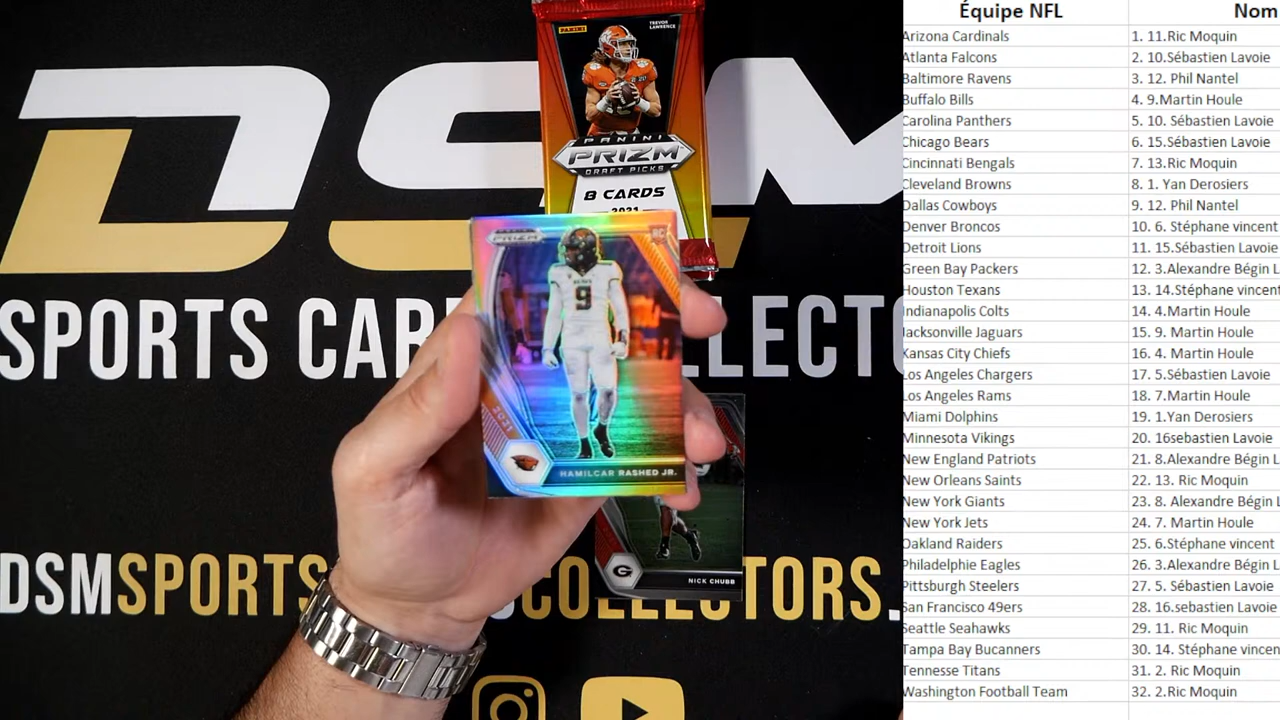 PANINI
TREVOR
LAWRENCE
PANINI
PRIZM
DRAFT PICKS
8 CARDS
2021
DSM
SPORTS CAR
LLECTO
DSMSPORTS
COLLECTORS.
PRIZM
RC
9
2021
HAMILCAR RASHED JR.
G
NICK CHUBB
Équipe NFL Nom
Arizona Cardinals 1. 11.Ric Moquin
Atlanta Falcons 2. 10.Sébastien Lavoie
Baltimore Ravens 3. 12. Phil Nantel
Buffalo Bills 4. 9.Martin Houle
Carolina Panthers 5. 10. Sébastien Lavoie
Chicago Bears 6. 15.Sébastien Lavoie
Cincinnati Bengals 7. 13.Ric Moquin
Cleveland Browns 8. 1. Yan Derosiers
Dallas Cowboys 9. 12. Phil Nantel
Denver Broncos 10. 6. Stéphane vincent
Detroit Lions 11. 15.Sébastien Lavoie
Green Bay Packers 12. 3.Alexandre Bégin L
Houston Texans 13. 14.Stéphane vincent
Indianapolis Colts 14. 4.Martin Houle
Jacksonville Jaguars 15. 9. Martin Houle
Kansas City Chiefs 16. 4. Martin Houle
Los Angeles Chargers 17. 5.Sébastien Lavoie
Los Angeles Rams 18. 7.Martin Houle
Miami Dolphins 19. 1.Yan Derosiers
Minnesota Vikings 20. 16sebastien Lavoie
New England Patriots 21. 8.Alexandre Bégin L
New Orleans Saints 22. 13. Ric Moquin
New York Giants 23. 8. Alexandre Bégin L
New York Jets 24. 7. Martin Houle
Oakland Raiders 25. 6.Stéphane vincent
Philadelphie Eagles 26. 3.Alexandre Bégin L
Pittsburgh Steelers 27. 5. Sébastien Lavoie
San Francisco 49ers 28. 16.sebastien Lavoie
Seattle Seahawks 29. 11. Ric Moquin
Tampa Bay Bucanners 30. 14. Stéphane vincen
Tennesse Titans 31. 2. Ric Moquin
Washington Football Team 32. 2.Ric Moquin